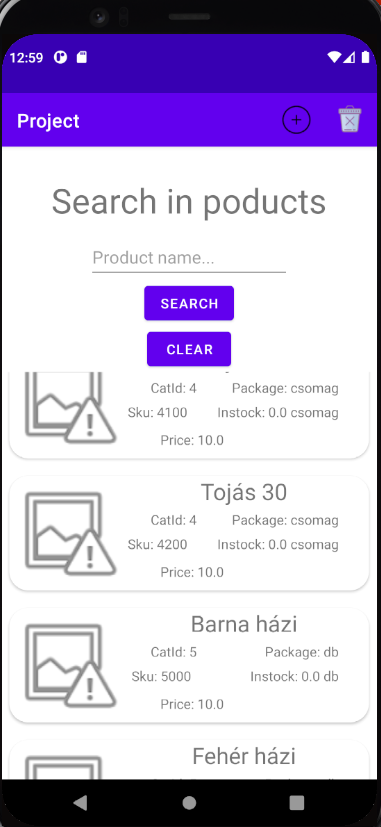 12:59
Project
Search in poducts
Product name...
SEARCH
CLEAR
CatId: 4 Package: csomag
Sku: 4100 Instock: 0.0 csomag
Price: 10.0
Tojás 30
CatId: 4 Package: csomag
Sku: 4200 Instock: 0.0 csomag
Price: 10.0
Barna házi
CatId: 5 Package: db
Sku: 5000 Instock: 0.0 db
Price: 10.0
Fehér házi